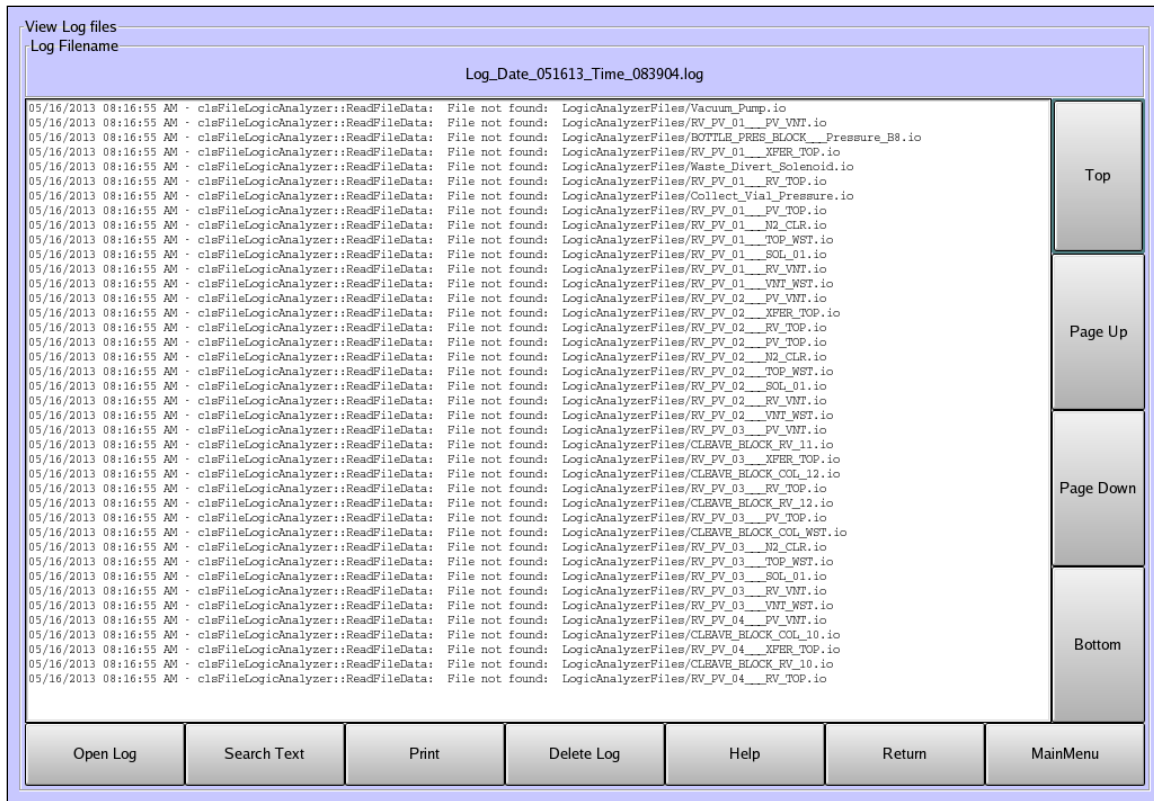 View Log files
Log Filename
Log_Date_051613_Time_083904.log
05/16/2013 08:16:55 AM - clsFileLogicAnalyzer::ReadFileData:  File not found:  LogicAnalyzerFiles/Vacuum_Pump.io
05/16/2013 08:16:55 AM - clsFileLogicAnalyzer::ReadFileData:  File not found:  LogicAnalyzerFiles/RV_PV_01___PV_VNT.io
05/16/2013 08:16:55 AM - clsFileLogicAnalyzer::ReadFileData:  File not found:  LogicAnalyzerFiles/BOTTLE_PRES_BLOCK___Pressure_B8.io
05/16/2013 08:16:55 AM - clsFileLogicAnalyzer::ReadFileData:  File not found:  LogicAnalyzerFiles/RV_PV_01___XFER_TOP.io
05/16/2013 08:16:55 AM - clsFileLogicAnalyzer::ReadFileData:  File not found:  LogicAnalyzerFiles/Waste_Divert_Solenoid.io
05/16/2013 08:16:55 AM - clsFileLogicAnalyzer::ReadFileData:  File not found:  LogicAnalyzerFiles/RV_PV_01___RV_TOP.io
05/16/2013 08:16:55 AM - clsFileLogicAnalyzer::ReadFileData:  File not found:  LogicAnalyzerFiles/Collect_Vial_Pressure.io
05/16/2013 08:16:55 AM - clsFileLogicAnalyzer::ReadFileData:  File not found:  LogicAnalyzerFiles/RV_PV_01___PV_TOP.io
05/16/2013 08:16:55 AM - clsFileLogicAnalyzer::ReadFileData:  File not found:  LogicAnalyzerFiles/RV_PV_01___N2_CLR.io
05/16/2013 08:16:55 AM - clsFileLogicAnalyzer::ReadFileData:  File not found:  LogicAnalyzerFiles/RV_PV_01___TOP_WST.io
05/16/2013 08:16:55 AM - clsFileLogicAnalyzer::ReadFileData:  File not found:  LogicAnalyzerFiles/RV_PV_01___SOL_01.io
05/16/2013 08:16:55 AM - clsFileLogicAnalyzer::ReadFileData:  File not found:  LogicAnalyzerFiles/RV_PV_01___RV_VNT.io
05/16/2013 08:16:55 AM - clsFileLogicAnalyzer::ReadFileData:  File not found:  LogicAnalyzerFiles/RV_PV_01___VNT_WST.io
05/16/2013 08:16:55 AM - clsFileLogicAnalyzer::ReadFileData:  File not found:  LogicAnalyzerFiles/RV_PV_02___PV_VNT.io
05/16/2013 08:16:55 AM - clsFileLogicAnalyzer::ReadFileData:  File not found:  LogicAnalyzerFiles/RV_PV_02___XFER_TOP.io
05/16/2013 08:16:55 AM - clsFileLogicAnalyzer::ReadFileData:  File not found:  LogicAnalyzerFiles/RV_PV_02___RV_TOP.io
05/16/2013 08:16:55 AM - clsFileLogicAnalyzer::ReadFileData:  File not found:  LogicAnalyzerFiles/RV_PV_02___PV_TOP.io
05/16/2013 08:16:55 AM - clsFileLogicAnalyzer::ReadFileData:  File not found:  LogicAnalyzerFiles/RV_PV_02___N2_CLR.io
05/16/2013 08:16:55 AM - clsFileLogicAnalyzer::ReadFileData:  File not found:  LogicAnalyzerFiles/RV_PV_02___TOP_WST.io
05/16/2013 08:16:55 AM - clsFileLogicAnalyzer::ReadFileData:  File not found:  LogicAnalyzerFiles/RV_PV_02___SOL_01.io
05/16/2013 08:16:55 AM - clsFileLogicAnalyzer::ReadFileData:  File not found:  LogicAnalyzerFiles/RV_PV_02___RV_VNT.io
05/16/2013 08:16:55 AM - clsFileLogicAnalyzer::ReadFileData:  File not found:  LogicAnalyzerFiles/RV_PV_02___VNT_WST.io
05/16/2013 08:16:55 AM - clsFileLogicAnalyzer::ReadFileData:  File not found:  LogicAnalyzerFiles/RV_PV_03___PV_VNT.io
05/16/2013 08:16:55 AM - clsFileLogicAnalyzer::ReadFileData:  File not found:  LogicAnalyzerFiles/CLEAVE_BLOCK_RV_11.io
05/16/2013 08:16:55 AM - clsFileLogicAnalyzer::ReadFileData:  File not found:  LogicAnalyzerFiles/RV_PV_03___XFER_TOP.io
05/16/2013 08:16:55 AM - clsFileLogicAnalyzer::ReadFileData:  File not found:  LogicAnalyzerFiles/CLEAVE_BLOCK_COL_12.io
05/16/2013 08:16:55 AM - clsFileLogicAnalyzer::ReadFileData:  File not found:  LogicAnalyzerFiles/RV_PV_03___RV_TOP.io
05/16/2013 08:16:55 AM - clsFileLogicAnalyzer::ReadFileData:  File not found:  LogicAnalyzerFiles/CLEAVE_BLOCK_RV_12.io
05/16/2013 08:16:55 AM - clsFileLogicAnalyzer::ReadFileData:  File not found:  LogicAnalyzerFiles/RV_PV_03___PV_TOP.io
05/16/2013 08:16:55 AM - clsFileLogicAnalyzer::ReadFileData:  File not found:  LogicAnalyzerFiles/CLEAVE_BLOCK_COL_WST.io
05/16/2013 08:16:55 AM - clsFileLogicAnalyzer::ReadFileData:  File not found:  LogicAnalyzerFiles/RV_PV_03___N2_CLR.io
05/16/2013 08:16:55 AM - clsFileLogicAnalyzer::ReadFileData:  File not found:  LogicAnalyzerFiles/RV_PV_03___TOP_WST.io
05/16/2013 08:16:55 AM - clsFileLogicAnalyzer::ReadFileData:  File not found:  LogicAnalyzerFiles/RV_PV_03___SOL_01.io
05/16/2013 08:16:55 AM - clsFileLogicAnalyzer::ReadFileData:  File not found:  LogicAnalyzerFiles/RV_PV_03___RV_VNT.io
05/16/2013 08:16:55 AM - clsFileLogicAnalyzer::ReadFileData:  File not found:  LogicAnalyzerFiles/RV_PV_03___VNT_WST.io
05/16/2013 08:16:55 AM - clsFileLogicAnalyzer::ReadFileData:  File not found:  LogicAnalyzerFiles/RV_PV_04___PV_VNT.io
05/16/2013 08:16:55 AM - clsFileLogicAnalyzer::ReadFileData:  File not found:  LogicAnalyzerFiles/CLEAVE_BLOCK_COL_10.io
05/16/2013 08:16:55 AM - clsFileLogicAnalyzer::ReadFileData:  File not found:  LogicAnalyzerFiles/RV_PV_04___XFER_TOP.io
05/16/2013 08:16:55 AM - clsFileLogicAnalyzer::ReadFileData:  File not found:  LogicAnalyzerFiles/CLEAVE_BLOCK_RV_10.io
05/16/2013 08:16:55 AM - clsFileLogicAnalyzer::ReadFileData:  File not found:  LogicAnalyzerFiles/RV_PV_04___RV_TOP.io
Top
Page Up
Page Down
Bottom
Open Log
Search Text
Print
Delete Log
Help
Return
MainMenu